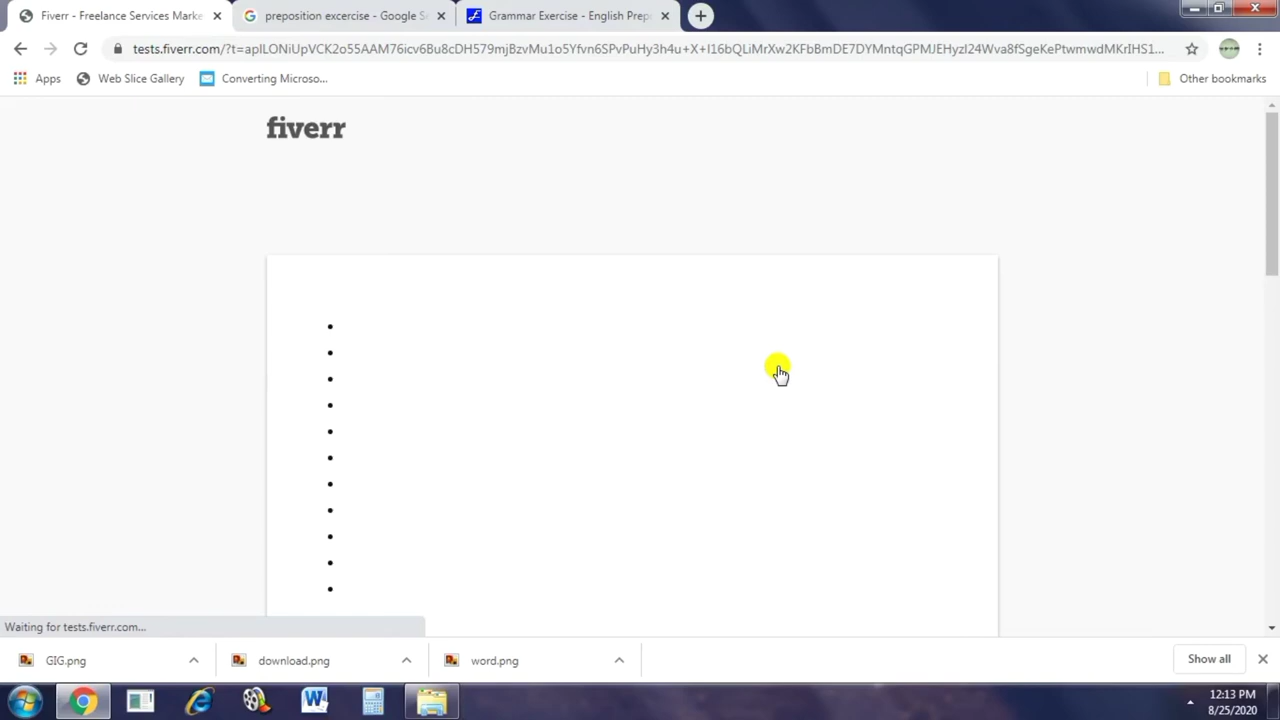 Fiverr - Freelance Services Marke
preposition excercise - Google Se
Grammar Exercise - English Prep
tests.fiverr.com/?t=apILONiUpVCK2o55AAM76icv6Bu8cDH579mjBzvMu1o5Yfvn6SPvPuHy3h4u+X+I16bQLiMrXw2KFbBmDE7DYMntqGPMJEHyzI24Wva8fSgeKePtwmwdMKrIHS1...
Apps
Web Slice Gallery
Converting Microso...
Other bookmarks
fiverr
Waiting for tests.fiverr.com...
GIG.png
download.png
word.png
Show all
12:13 PM
8/25/2020